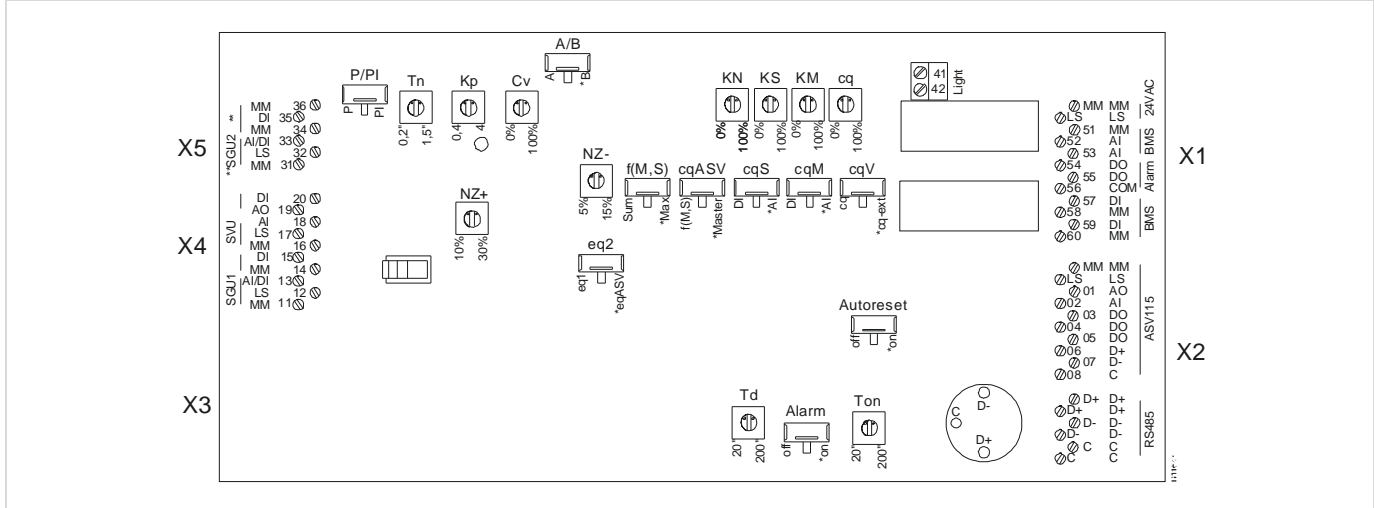 A/B
A *B
P/PI
P PI
Tn
0,2" 1,5"
Kp
0,4 4
Cv
0% 100%
KN KS KM cq
0% 100% 0% 100% 0% 100% 0% 100%
41
42
Light
X5
MM 36
DI 35
MM 34
AI/DI 33
LS 32
MM 31
**
**SGU2
X4
DI 20
AO 19
AI 18
LS 17
MM 16
DI 15
MM 14
AI/DI 13
LS 12
MM 11
SVU
SGU1
X3
NZ+
10% 30%
NZ-
5% 15%
f(M,S)
Sum *Max
cqASV
f(M,S) *Master
cqS
DI *AI
cqM
DI *AI
cqV
cq *cq-ext
eq2
eq1 *eqASV
Autoreset
off *on
Td
20" 200"
Alarm
off *on
Ton
20" 200"
D-
C
D+
X1
MM MM
LS LS
51 MM
52 AI
53 AI
54 DO
55 DO
56 COM
57 DI
58 MM
59 DI
60 MM
24VAC
BMS
Alarm
BMS
X2
MM MM
LS LS
01 AO
02 AI
03 DO
04 DO
05 DO
06 D+
07 D-
08 C
ASV115
D+ D+
D+ D+
D- D-
D- D-
C C
C C
RS485